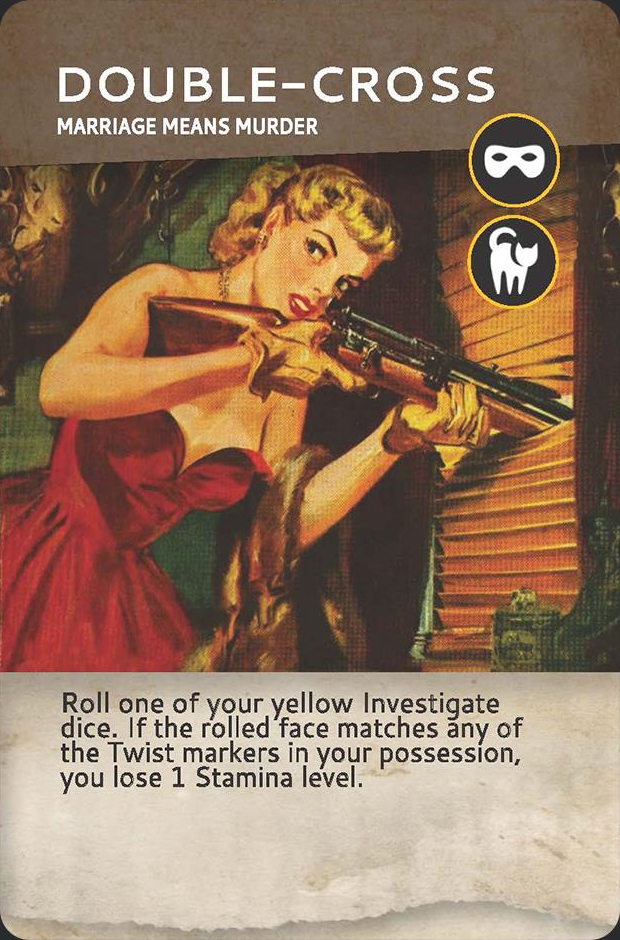 DOUBLE-CROSS
MARRIAGE MEANS MURDER
Roll one of your yellow Investigate
dice. If the rolled face matches any of
the Twist markers in your possession,
you lose 1 Stamina level.